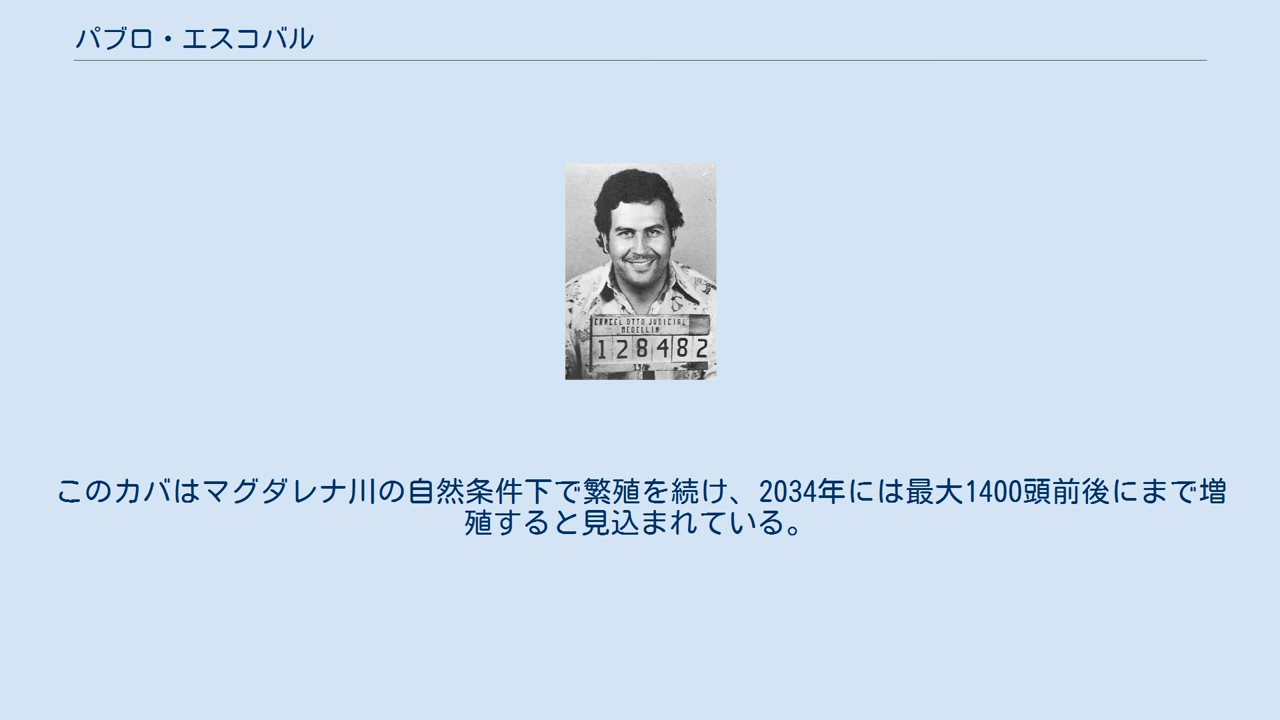 パブロ・エスコバル
CARCEL DTTO JUDICIAL
MEDELLIN
128482
このカバはマグダレナ川の自然条件下で繁殖を続け、2034年には最大1400頭前後にまで増
殖すると見込まれている。